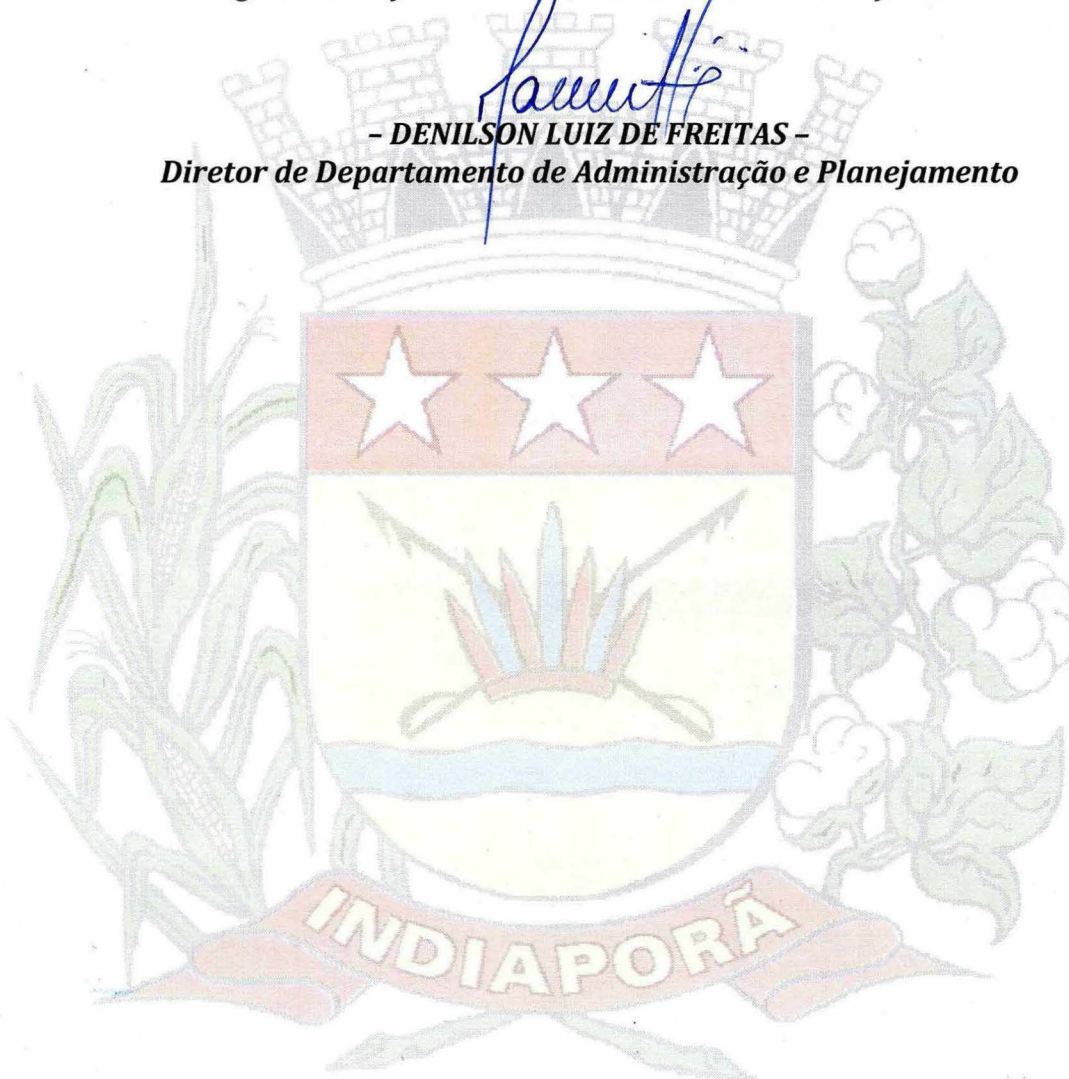 – DENILSON LUIZ DE FREITAS –
Diretor de Departamento de Administração e Planejamento
INDIAPORÃ